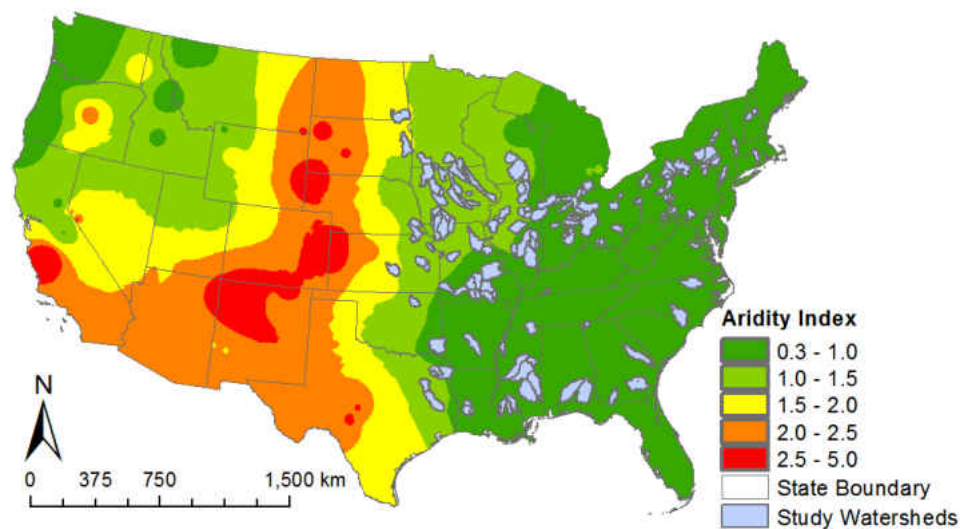 Aridity Index
0.3 - 1.0
1.0 - 1.5
1.5 - 2.0
2.0 - 2.5
2.5 - 5.0
State Boundary
Study Watersheds
N
0 375 750 1,500 km